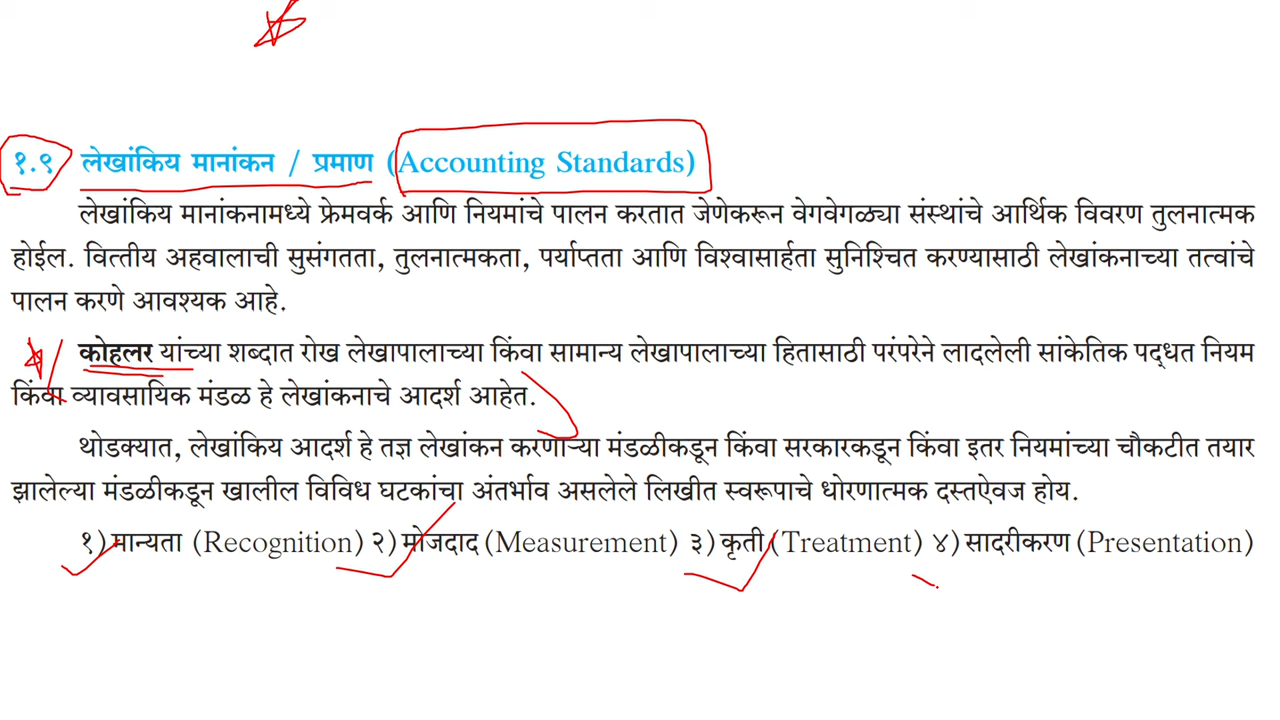 १.९ लेखांकिय मानांकन / प्रमाण (Accounting Standards)
लेखांकिय मानांकनामध्ये फ्रेमवर्क आणि नियमांचे पालन करतात जेणेकरून वेगवेगळ्या संस्थांचे आर्थिक विवरण तुलनात्मक
होईल. वित्तीय अहवालाची सुसंगतता, तुलनात्मकता, पर्याप्तता आणि विश्वासार्हता सुनिश्चित करण्यासाठी लेखांकनाच्या तत्वांचे
पालन करणे आवश्यक आहे.
कोहलर यांच्या शब्दात रोख लेखापालाच्या किंवा सामान्य लेखापालाच्या हितासाठी परंपरेने लादलेली सांकेतिक पद्धत नियम
किंवा व्यावसायिक मंडळ हे लेखांकनाचे आदर्श आहेत.
थोडक्यात, लेखांकिय आदर्श हे तज्ञ लेखांकन करणाऱ्या मंडळीकडून किंवा सरकारकडून किंवा इतर नियमांच्या चौकटीत तयार
झालेल्या मंडळीकडून खालील विविध घटकांचा अंतर्भाव असलेले लिखीत स्वरूपाचे धोरणात्मक दस्तऐवज होय.
१) मान्यता (Recognition) २) मोजदाद (Measurement) ३) कृती (Treatment) ४) सादरीकरण (Presentation)